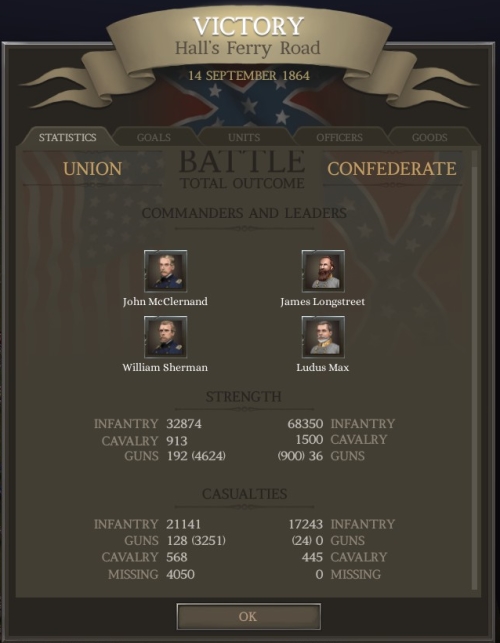 VICTORY
Hall's Ferry Road
14 SEPTEMBER 1864
STATISTICS GOALS UNITS OFFICERS GOODS
UNION BATTLE CONFEDERATE
TOTAL OUTCOME
COMMANDERS AND LEADERS
John McClernand James Longstreet
William Sherman Ludus Max
STRENGTH
INFANTRY 32874 68350 INFANTRY
CAVALRY 913 1500 CAVALRY
GUNS 192 (4624) (900) 36 GUNS
CASUALTIES
INFANTRY 21141 17243 INFANTRY
GUNS 128 (3251) (24) 0 GUNS
CAVALRY 568 445 CAVALRY
MISSING 4050 0 MISSING
OK